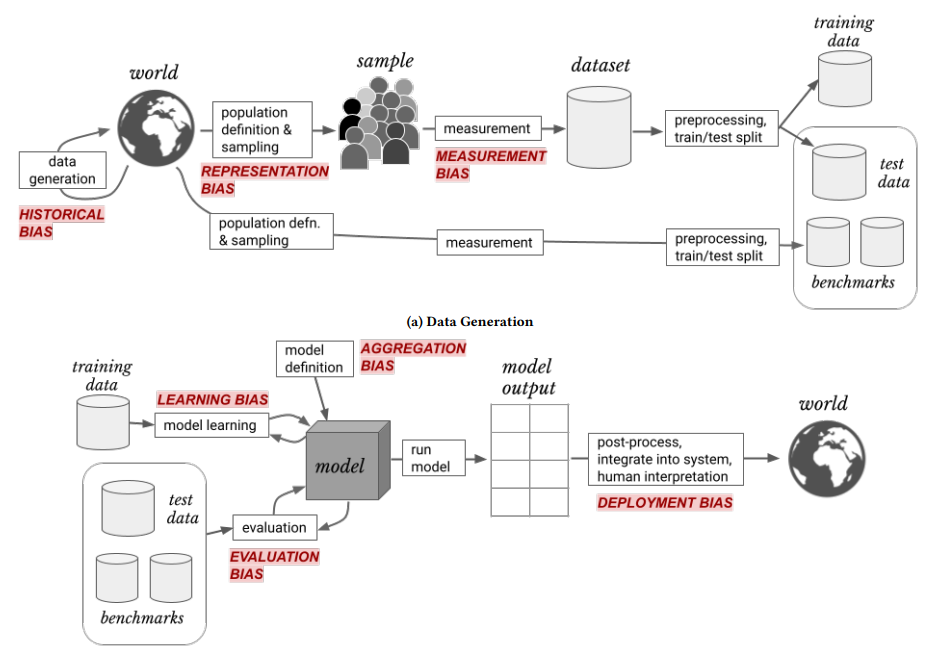 training
data
world
sample
dataset
population
definition &
sampling
measurement
preprocessing,
train/test split
data
generation
REPRESENTATION
BIAS
MEASUREMENT
BIAS
test
data
HISTORICAL
BIAS
population defn.
& sampling
measurement
preprocessing,
train/test split
benchmarks
(a) Data Generation
training
data
model
definition
AGGREGATION
BIAS
model
output
LEARNING BIAS
model learning
world
model
run
model
post-process,
integrate into system,
human interpretation
DEPLOYMENT BIAS
test
data
evaluation
EVALUATION
BIAS
benchmarks